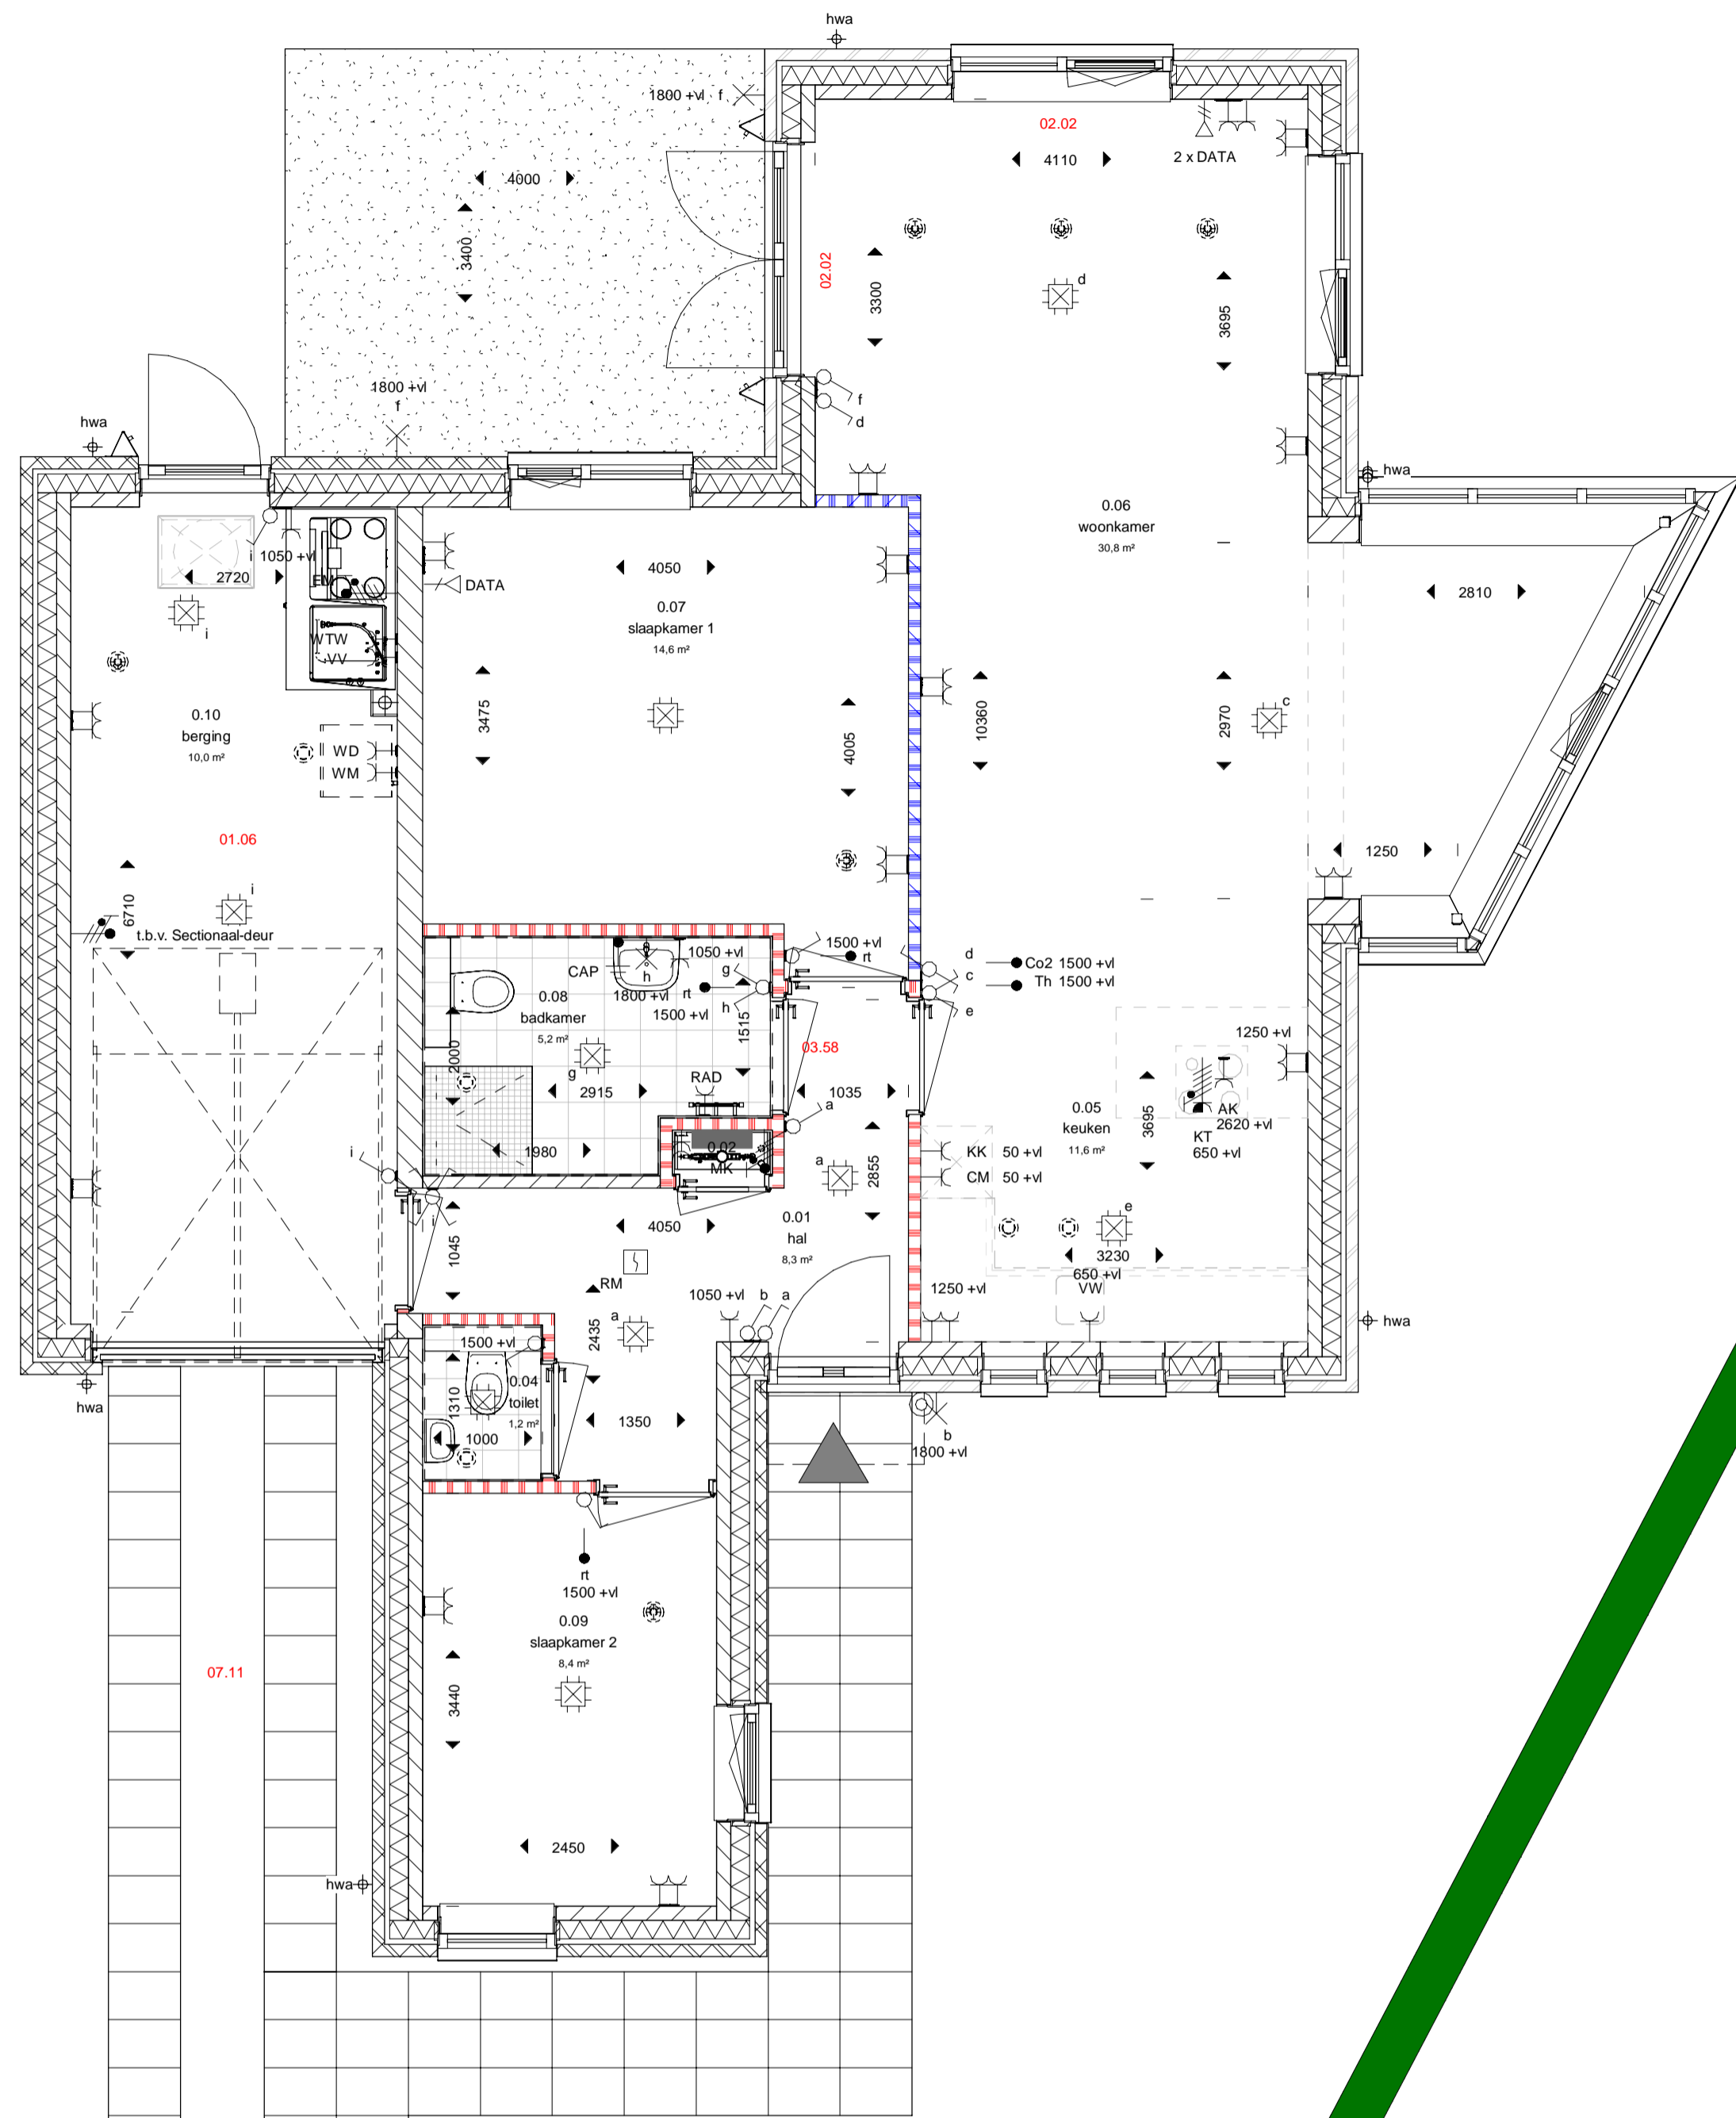 hwa
1800 +vl f
02.02
4110
2 x DATA
4000
3400
02.02
3300
3695
d
1800 +vl
f
f
d
hwa
hwa
0.06
woonkamer
30,8 m²
i 1050 +vl
2720
EM
DATA
4050
0.07
slaapkamer 1
14,6 m²
2810
i
WTW
VV
0.10
berging
10,0 m²
WD
WM
3475
4005
10360
2970
c
01.06
1250
6710
i
t.b.v. Sectionaal-deur
1050 +vl
1500 +vl
rt
CAP
h
g
0.08
badkamer
5,2 m²
1800 +vl
rt
1500 +vl
h
d
c
e
Co2 1500 +vl
Th 1500 +vl
2000
1515
03.58
g
2915
RAD
1035
a
1250 +vl
3695
0.05
keuken
11,6 m²
AK
2620 +vl
KT
650 +vl
1980
0.02
MK
i
a
2855
KK 50 +vl
CM 50 +vl
i
1045
4050
0.01
hal
8,3 m²
e
3230
650 +vl
VW
RM
1050 +vl
b a
1250 +vl
hwa
a
2435
1500 +vl
0.04
toilet
1,2 m²
1310
1000
1350
hwa
b
1800 +vl
rt
1500 +vl
0.09
slaapkamer 2
8,4 m²
07.11
3440
2450
hwa